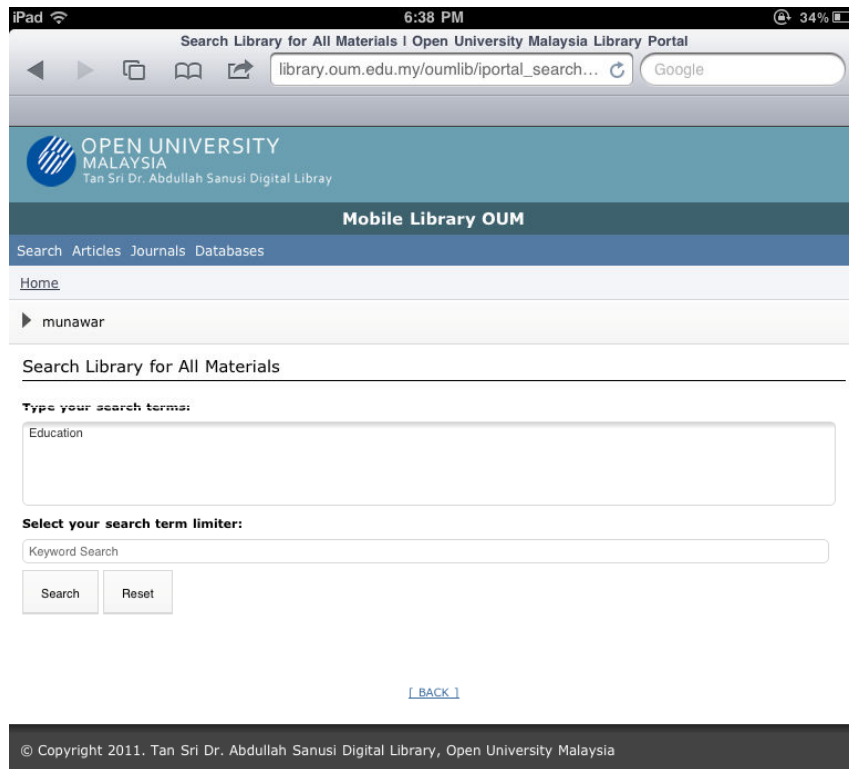 iPad 6:38 PM 34%
Search Library for All Materials | Open University Malaysia Library Portal
library.oum.edu.my/oumlib/iportal_search... Google
OPEN UNIVERSITY
MALAYSIA
Tan Sri Dr. Abdullah Sanusi Digital Libray
Mobile Library OUM
Search Articles Journals Databases
Home
munawar
Search Library for All Materials
Type your search terms:
Education
Select your search term limiter:
Keyword Search
Search Reset
[ BACK ]
© Copyright 2011. Tan Sri Dr. Abdullah Sanusi Digital Library, Open University Malaysia